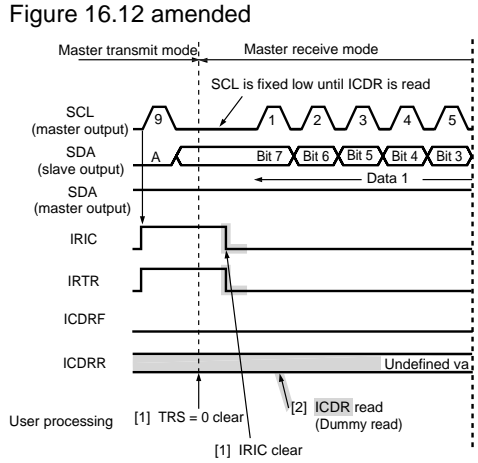 Figure 16.12 amended
Master transmit mode
Master receive mode
SCL is fixed low until ICDR is read
SCL
(master output)
9
1
2
3
4
5
SDA
(slave output)
A
Bit 7
Bit 6
Bit 5
Bit 4
Bit 3
Data 1
SDA
(master output)
IRIC
IRTR
ICDRF
ICDRR
Undefined va
User processing
[1] TRS = 0 clear
[2] ICDR read
(Dummy read)
[1] IRIC clear